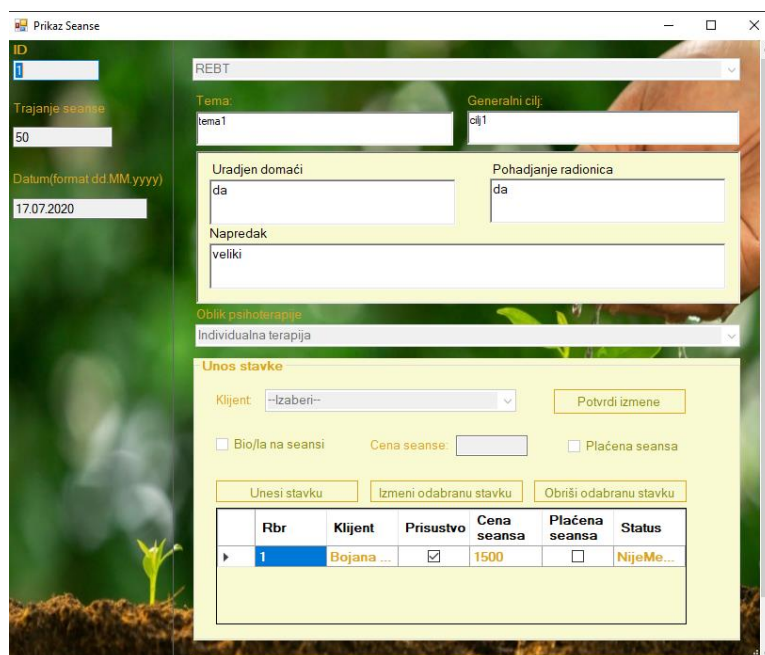 Prikaz Seanse
ID
1
Trajanje seanse
50
Datum(format dd.MM.yyyy)
17.07.2020
REBT
Tema:
Generalni cilj:
tema1
cilj1
Uradjen domaći
Pohadjanje radionica
da
da
Napredak
veliki
Oblik psihoterapije
Individualna terapija
Unos stavke
Klijent
--Izaberi--
Potvrdi izmene
Bio/la na seansi
Cena seanse:
Plaćena seansa
Unesi stavku
Izmeni odabranu stavku
Obriši odabranu stavku
Rbr
Klijent
Prisustvo
Cena seansa
Plaćena seansa
Status
1
Bojana ...
1500
NijeMe...